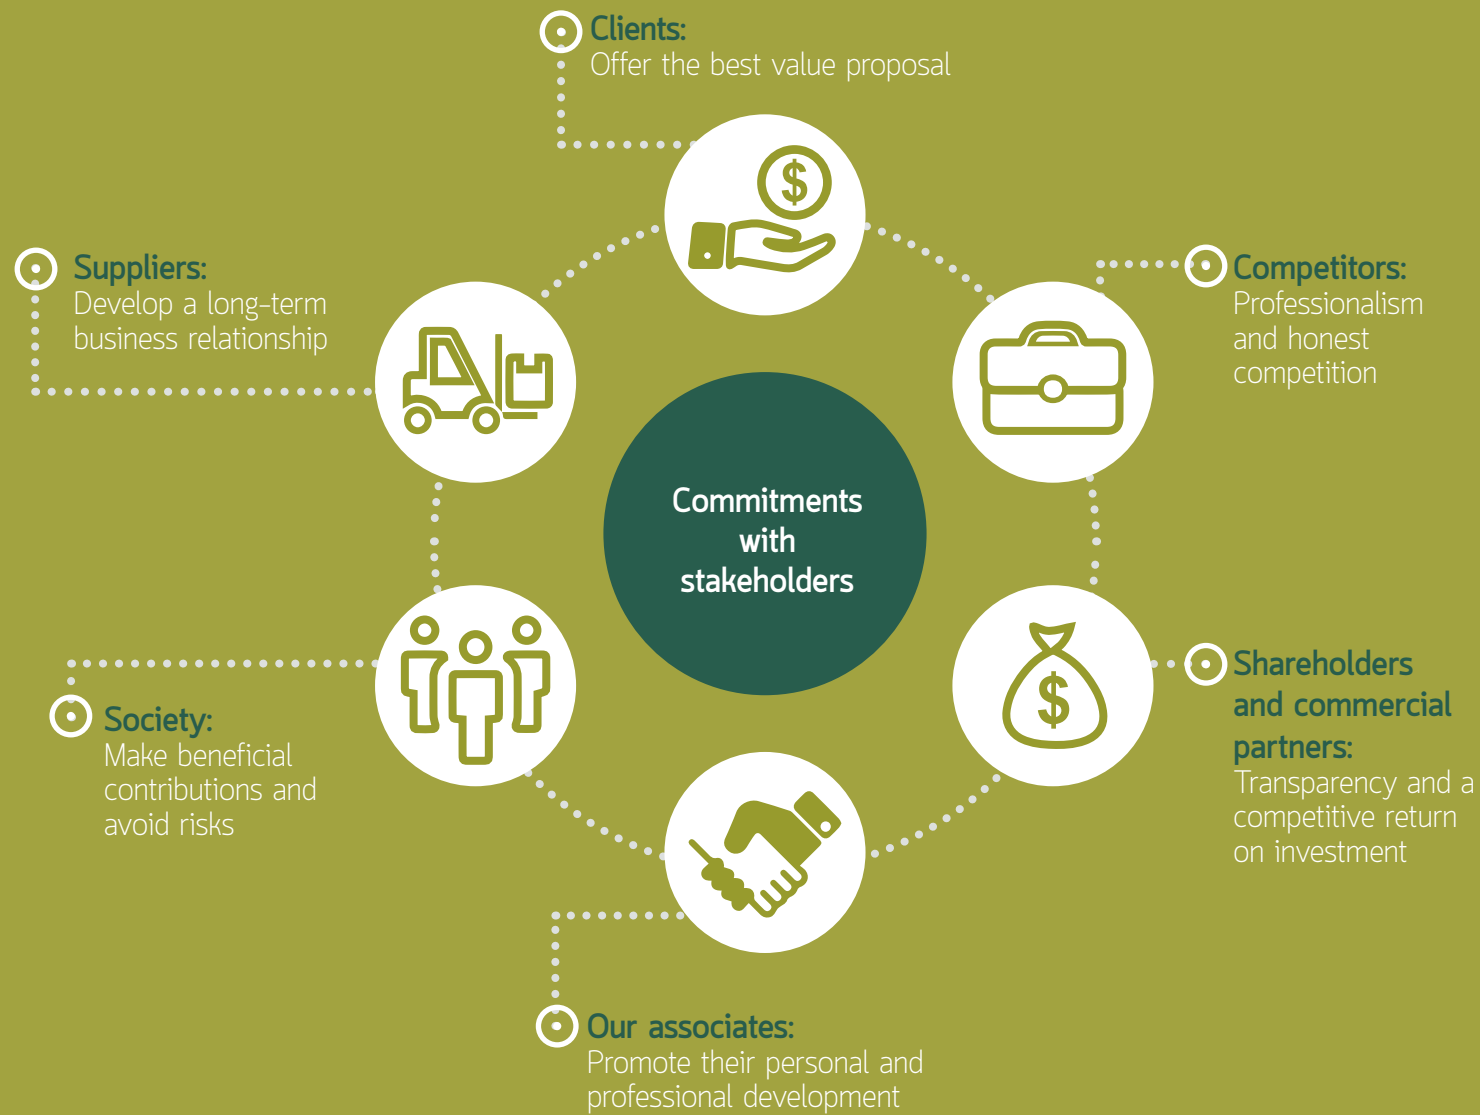 Clients:
Offer the best value proposal
Suppliers:
Develop a long-term
business relationship
Competitors:
Professionalism
and honest
competition
Commitments
with
stakeholders
Shareholders
and commercial
partners:
Transparency and a
competitive return
on investment
Society:
Make beneficial
contributions and
avoid risks
Our associates:
Promote their personal and
professional development
$
$